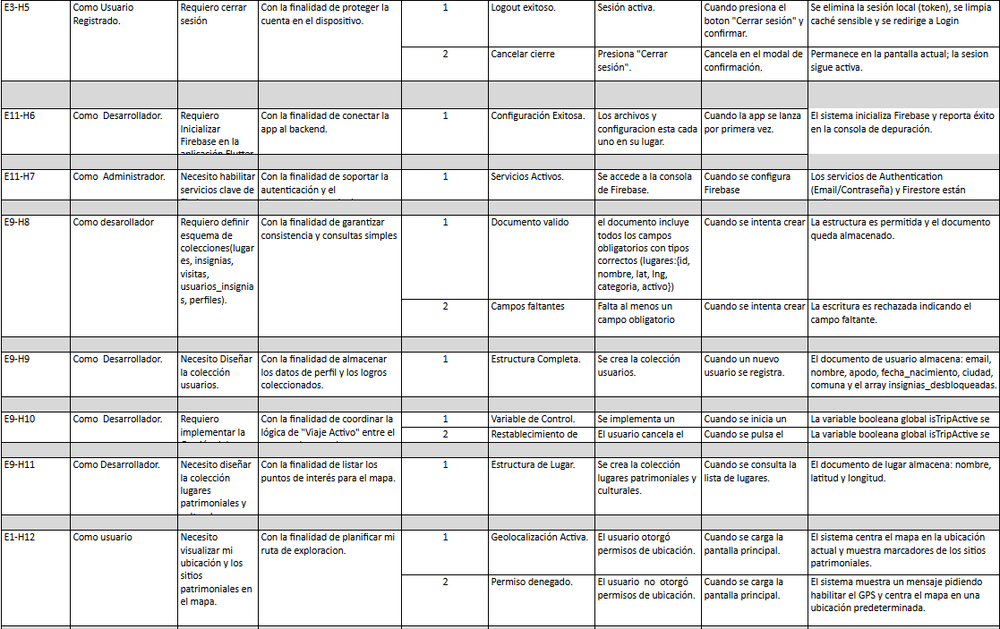 E3-H5
Como Usuario
Registrado.
Requiero cerrar
sesión
Con la finalidad de proteger la
cuenta en el dispositivo.
1
Logout exitoso.
Sesión activa.
Cuando presiona el
boton "Cerrar sesión" y
confirmar.
Se elimina la sesión local (token), se limpia
caché sensible y se redirige a Login
2
Cancelar cierre
Presiona "Cerrar
sesión".
Cancela en el modal de
confirmación.
Permanece en la pantalla actual; la sesion
sigue activa.
E11-H6
Como Desarrollador.
Requiero
Inicializar
Firebase en la
aplicación Flutter
Con la finalidad de conectar la
app al backend.
1
Configuración Exitosa.
Los archivos y
configuracion esta cada
uno en su lugar.
Cuando la app se lanza
por primera vez.
El sistema inicializa Firebase y reporta éxito
en la consola de depuración.
E11-H7
Como Administrador.
Necesito habilitar
servicios clave de
Con la finalidad de soportar la
autenticación y el
1
Servicios Activos.
Se accede a la consola
de Firebase.
Cuando se configura
Firebase
Los servicios de Authentication
(Email/Contraseña) y Firestore están
E9-H8
Como desarollador
Requiero definir
esquema de
colecciones(lugar
es, insignias,
visitas,
usuarios_insignia
s, perfiles).
Con la finalidad de garantizar
consistencia y consultas simples
1
Documento valido
el documento incluye
todos los campos
obligatorios con tipos
correctos (lugares:{id,
nombre, lat, lng,
categoria, activo})
Cuando se intenta crear
La estructura es permitida y el documento
queda almacenado.
2
Campos faltantes
Falta al menos un
campo obligatorio
Cuando se intenta crear
La escritura es rechazada indicando el
campo faltante.
E9-H9
Como Desarrollador.
Necesito Diseñar
la colección
usuarios.
Con la finalidad de almacenar
los datos de perfil y los logros
coleccionados.
1
Estructura Completa.
Se crea la colección
usuarios.
Cuando un nuevo
usuario se registra.
El documento de usuario almacena: email,
nombre, apodo, fecha_nacimiento, ciudad,
comuna y el array insignias_desbloqueadas.
E9-H10
Como Desarrollador.
Requiero
implementar la
Con la finalidad de coordinar la
lógica de "Viaje Activo" entre el
1
Variable de Control.
Se implementa un
Cuando se inicia un
La variable booleana global isTripActive se
2
Restablecimiento de
El usuario cancela el
Cuando se pulsa el
La variable booleana global isTripActive se
E9-H11
Como Desarrollador.
Necesito diseñar
la colección
lugares
patrimoniales y
Con la finalidad de listar los
puntos de interés para el mapa.
1
Estructura de Lugar.
Se crea la colección
lugares patrimoniales y
culturales.
Cuando se consulta la
lista de lugares.
El documento de lugar almacena: nombre,
latitud y longitud.
E1-H12
Como usuario
Necesito
visualizar mi
ubicación y los
sitios
patrimoniales en
el mapa.
Con la finalidad de planificar mi
ruta de exploracion.
1
Geolocalización Activa.
El usuario otorgó
permisos de ubicación.
Cuando se carga la
pantalla principal.
El sistema centra el mapa en la ubicación
actual y muestra marcadores de los sitios
patrimoniales.
2
Permiso denegado.
El usuario no otorgó
permisos de ubicación.
Cuando se carga la
pantalla principal.
El sistema muestra un mensaje pidiendo
habilitar el GPS y centra el mapa en una
ubicación predeterminada.